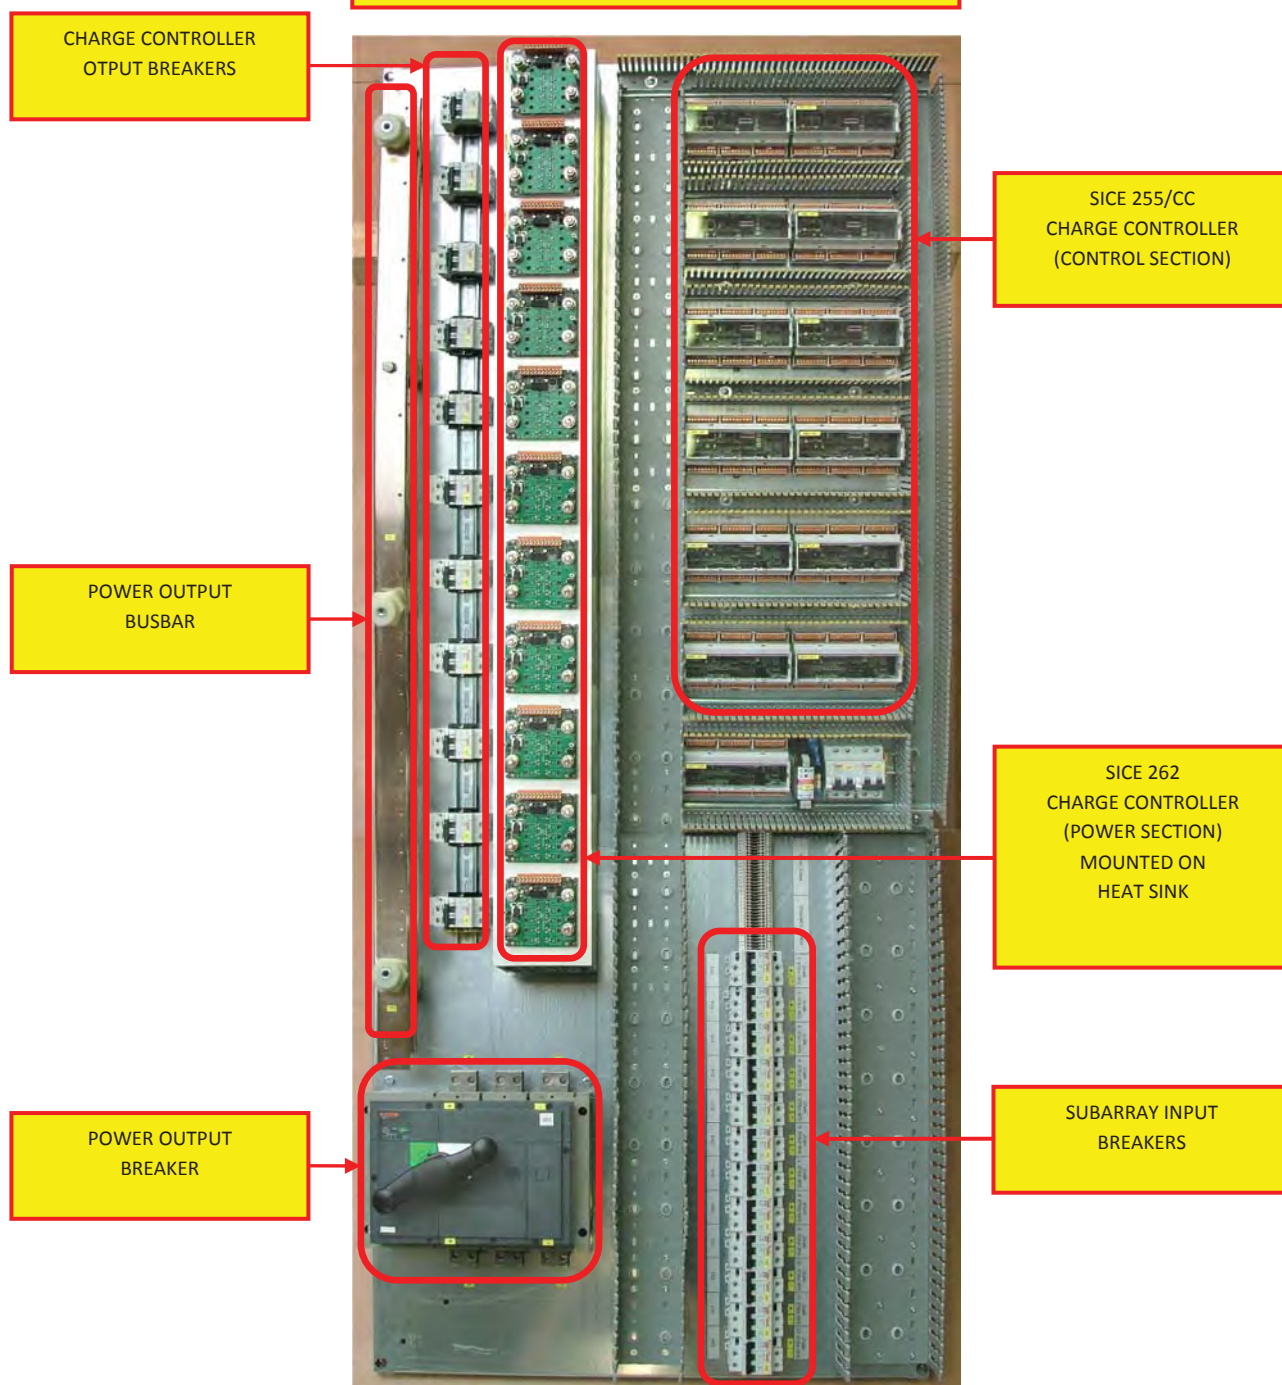 CHARGE CONTROLLER
OTPUT BREAKERS
SICE 255/CC
CHARGE CONTROLLER
(CONTROL SECTION)
POWER OUTPUT
BUSBAR
SICE 262
CHARGE CONTROLLER
(POWER SECTION)
MOUNTED ON
HEAT SINK
POWER OUTPUT
BREAKER
SUBARRAY INPUT
BREAKERS